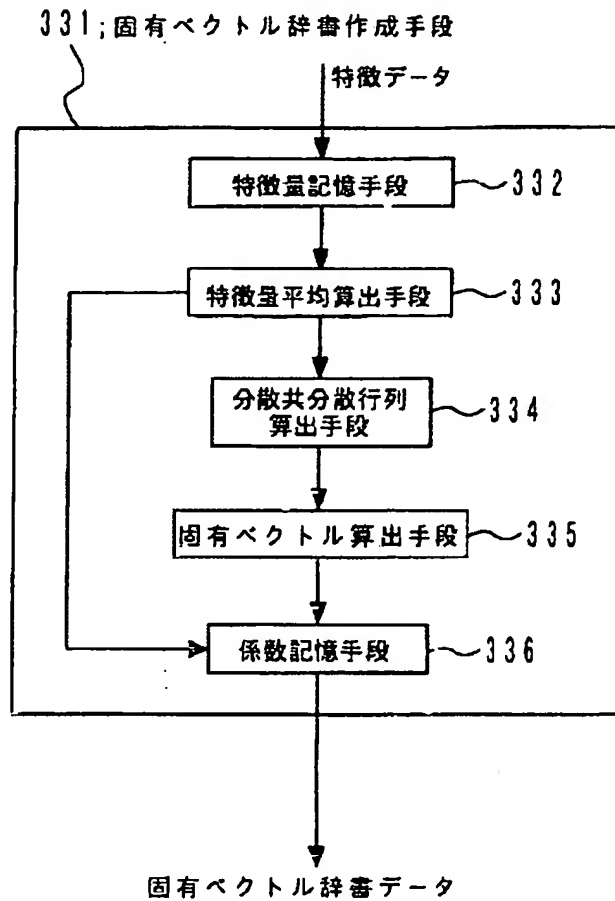 331;固有ベクトル辞書作成手段
特徴データ
特徴量記憶手段
332
特徴量平均算出手段
333
分散共分散行列
算出手段
334
固有ベクトル算出手段
335
係数記憶手段
336
固有ベクトル辞書データ